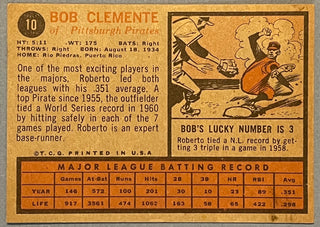 10
BOB CLEMENTE
of Pittsburgh Pirates
HT: 5:11 WT: 175 BATS: Right
THROWS: Right BORN: August 18, 1934
HOME: Rio Piedras, Puerto Rico
One of the most exciting players in
the majors, Roberto led both
leagues with his .351 average. A
top Pirate since 1955, the outfielder
tied a World Series record in 1960
by hitting safely in each of the 7
games played. Roberto is an expert
base-runner.
© T.C.G. PRINTED IN U.S.A.
BOB'S LUCKY NUMBER IS 3
Roberto tied a N.L. record by get-
ting 3 triple in a game in 1958.
MAJOR LEAGUE BATTING RECORD
Games At-Bat Runs Hits 2B 3B HR RBI Avg.
YEAR 146 572 100 201 30 10 23 89 .351
LIFE 917 3561 474 1062 163 58 65 422 .298